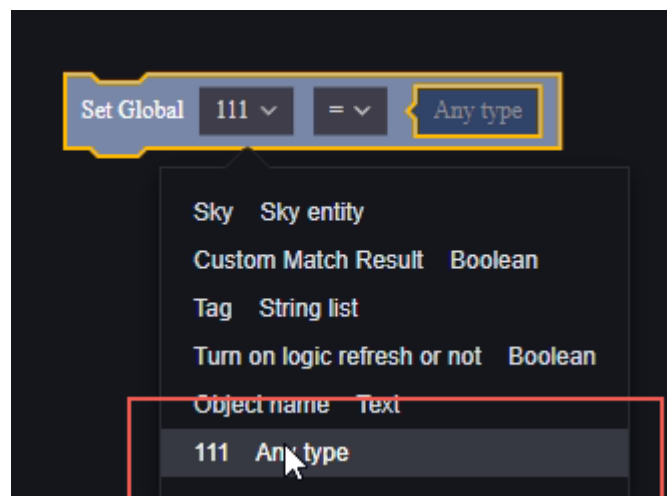 Set Global 111 = Any type
Sky Sky entity
Custom Match Result Boolean
Tag String list
Turn on logic refresh or not Boolean
Object name Text
111 Any type